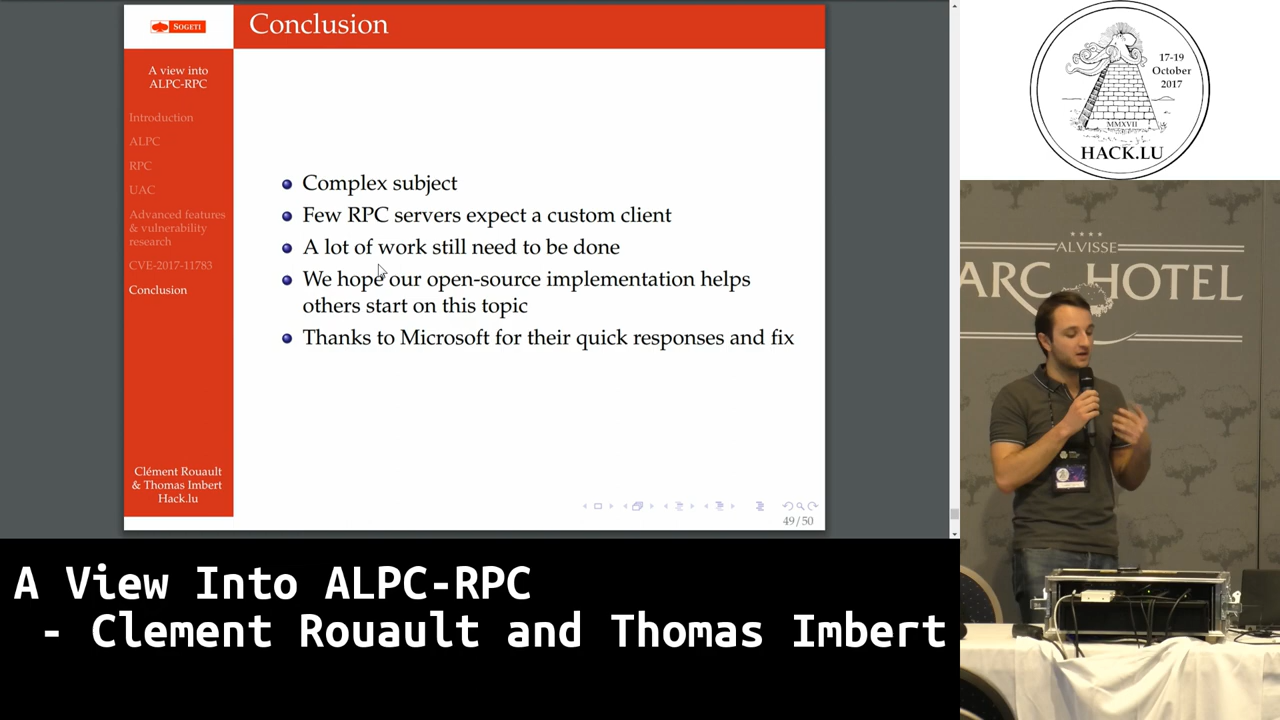 SOGETI
Conclusion
A view into
ALPC-RPC
Introduction
ALPC
RPC
UAC
Advanced features
& vulnerability
research
CVE-2017-11783
Conclusion
Complex subject
Few RPC servers expect a custom client
A lot of work still need to be done
We hope our open-source implementation helps
others start on this topic
Thanks to Microsoft for their quick responses and fix
Clément Rouault
& Thomas Imbert
Hack.lu
49/50
17-19
October
2017
MMXVII
HACK.LU
ALVISSE
ARC HOTEL
A View Into ALPC-RPC
- Clement Rouault and Thomas Imbert